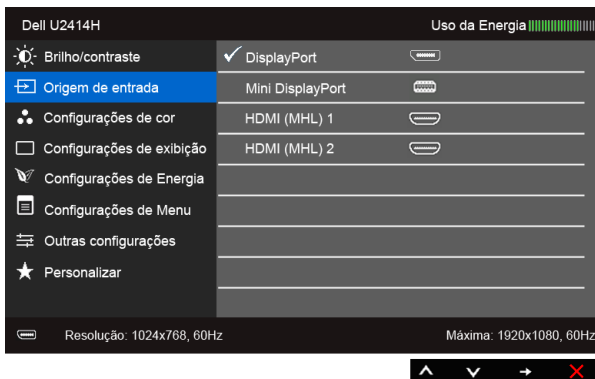 Dell U2414H Uso da Energia
Brilho/contraste DisplayPort
Origem de entrada Mini DisplayPort
Configurações de cor HDMI (MHL) 1
Configurações de exibição HDMI (MHL) 2
Configurações de Energia
Configurações de Menu
Outras configurações
Personalizar
Resolução: 1024x768, 60Hz Máxima: 1920x1080, 60Hz